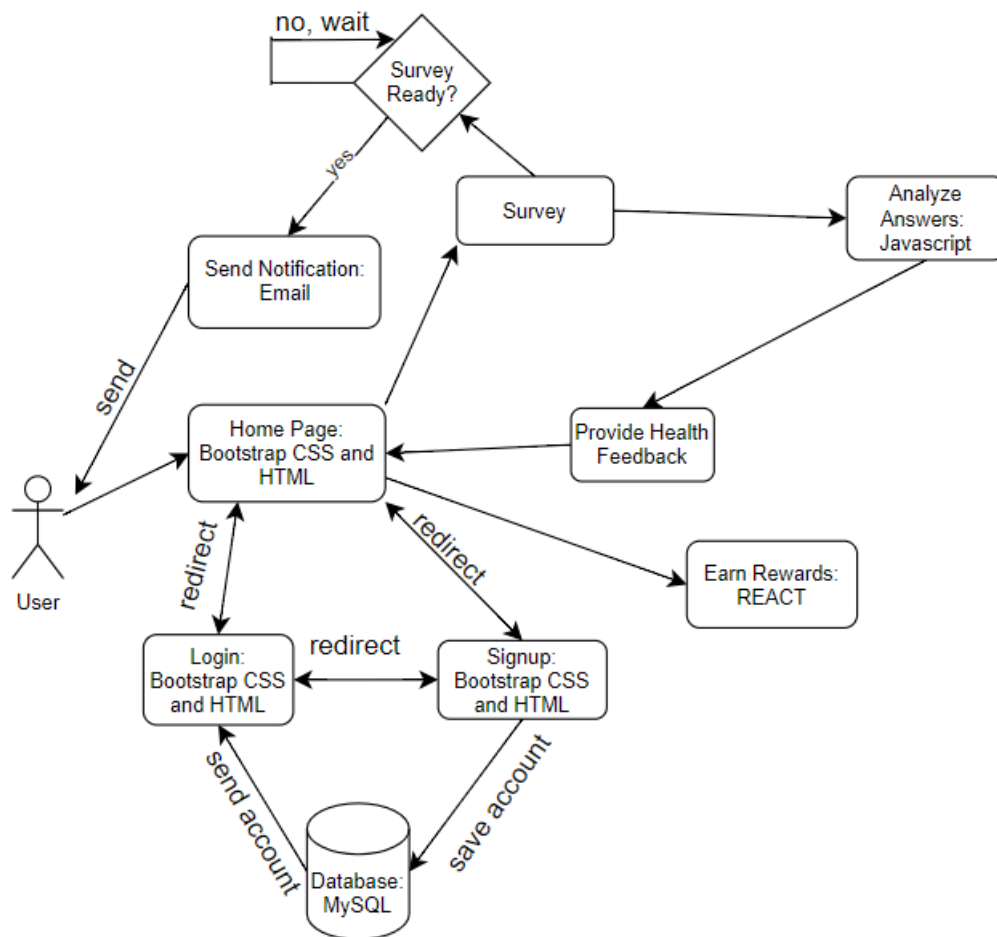 no, wait
Survey
Ready?
yes
Survey
Analyze
Answers:
Javascript
Send Notification:
Email
send
Home Page:
Bootstrap CSS and
HTML
Provide Health
Feedback
User
redirect
redirect
Earn Rewards:
REACT
Login:
Bootstrap CSS
and HTML
redirect
Signup:
Bootstrap CSS
and HTML
send account
save account
Database:
MySQL